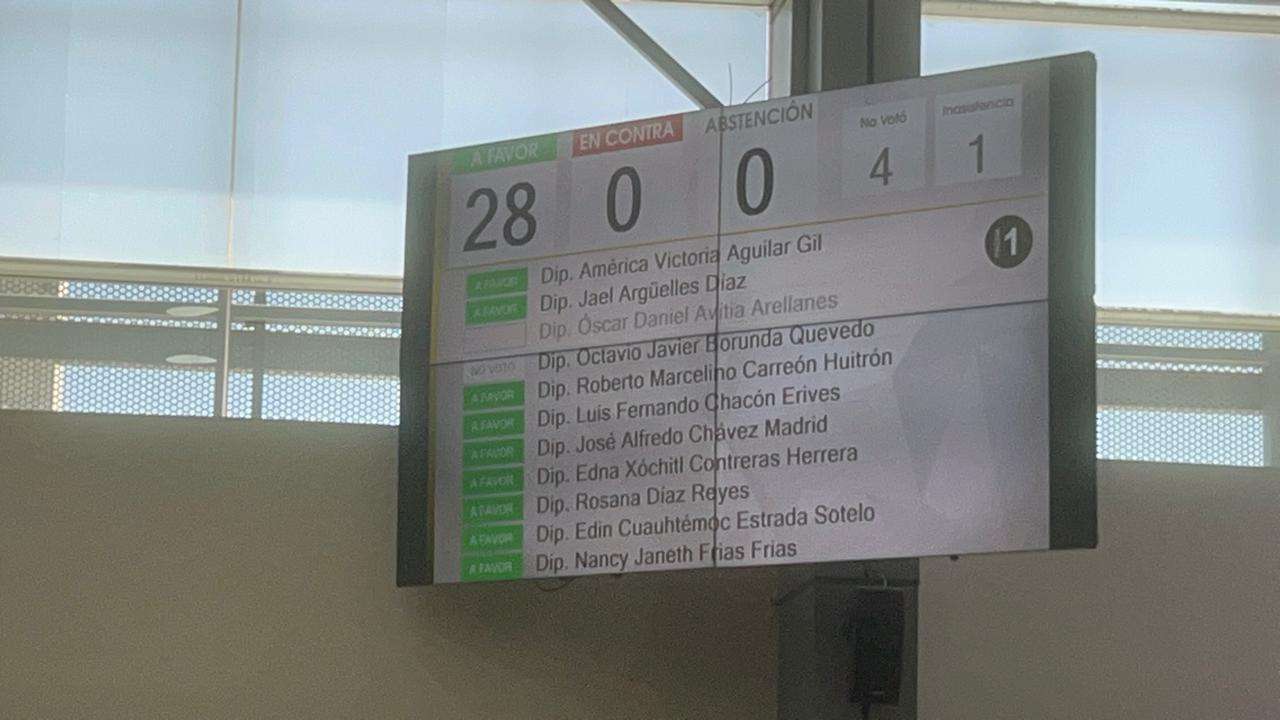 A FAVOR EN CONTRA ABSTENCIÓN No Votó Inasistencia
28 0 0 4 1
1
A FAVOR Dip. América Victoria Aguilar Gil
A FAVOR Dip. Jael Argüelles Díaz
Dip. Óscar Daniel Avitia Arellanes
NO VOTÓ Dip. Octavio Javier Borunda Quevedo
A FAVOR Dip. Roberto Marcelino Carreón Huitrón
A FAVOR Dip. Luis Fernando Chacón Erives
A FAVOR Dip. José Alfredo Chávez Madrid
A FAVOR Dip. Edna Xóchitl Contreras Herrera
A FAVOR Dip. Rosana Díaz Reyes
A FAVOR Dip. Edin Cuauhtémoc Estrada Sotelo
A FAVOR Dip. Nancy Janeth Frías Frías